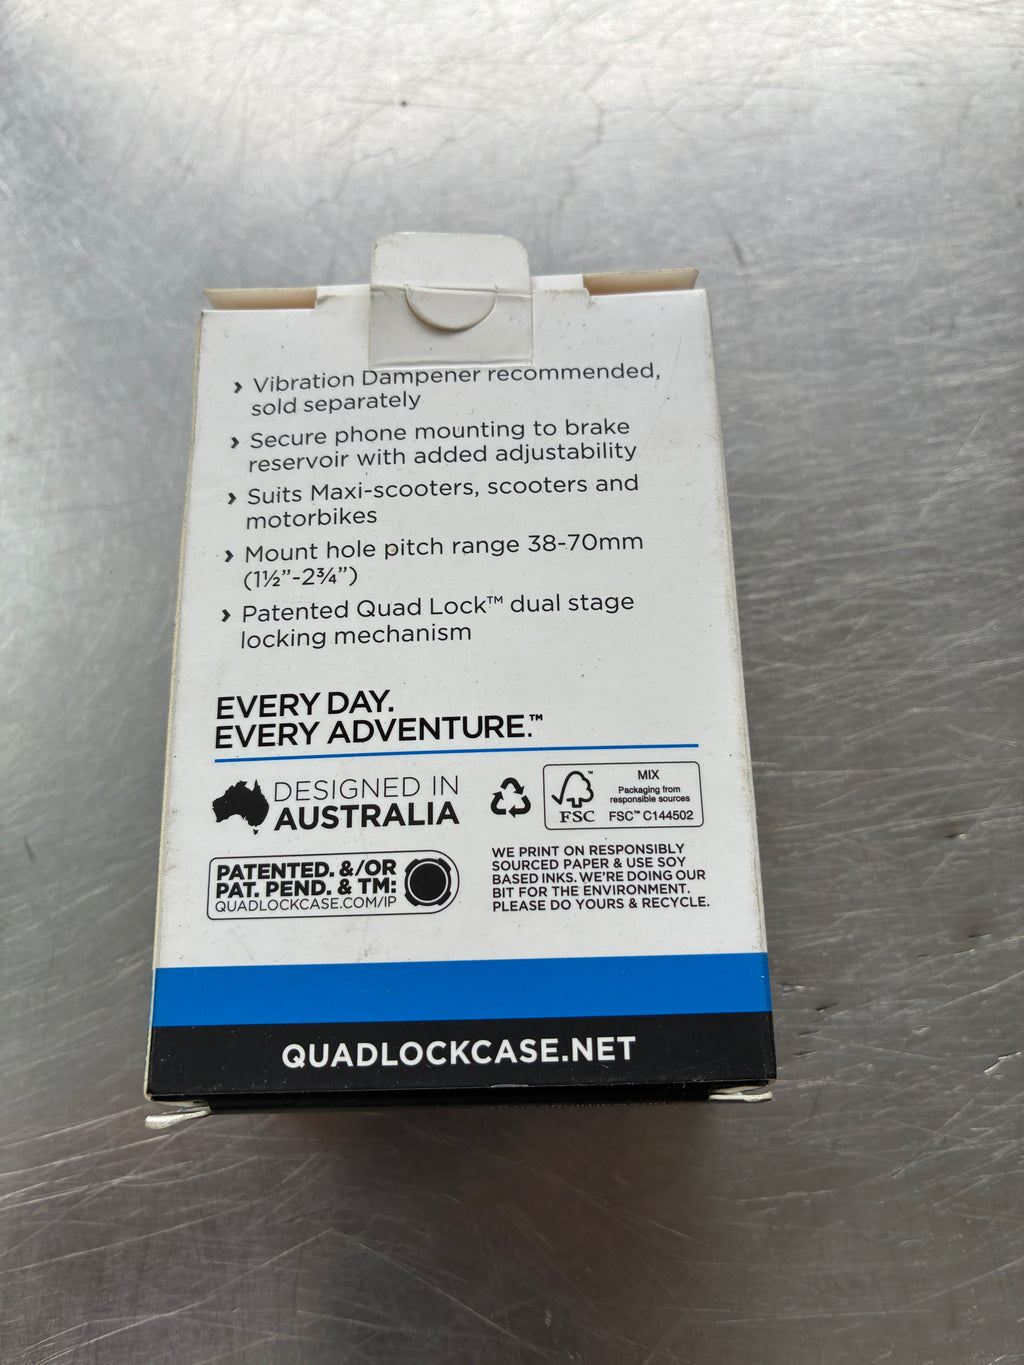 › Vibration Dampener recommended,
sold separately
› Secure phone mounting to brake
reservoir with added adjustability
› Suits Maxi-scooters, scooters and
motorbikes
› Mount hole pitch range 38-70mm
(1½”-2¾”)
› Patented Quad Lock™ dual stage
locking mechanism
EVERY DAY.
EVERY ADVENTURE.™
DESIGNED IN
AUSTRALIA
FSC
MIX
Packaging from
responsible sources
FSC™ C144502
PATENTED. &/OR
PAT. PEND. & TM:
QUADLOCKCASE.COM/IP
WE PRINT ON RESPONSIBLY
SOURCED PAPER & USE SOY
BASED INKS. WE’RE DOING OUR
BIT FOR THE ENVIRONMENT.
PLEASE DO YOURS & RECYCLE.
QUADLOCKCASE.NET